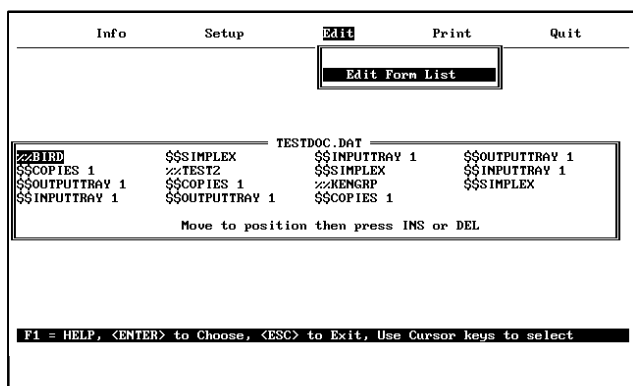 Info Setup Edit Print Quit
Edit Form List
TESTDOC.DAT
%%BIRD $$SIMPLEX $$INPUTTRAY 1 $$OUTPUTTRAY 1
$$COPIES 1 %%TEST2 $$SIMPLEX $$INPUTTRAY 1
$$OUTPUTTRAY 1 $$COPIES 1 %%KENGRP $$SIMPLEX
$$INPUTTRAY 1 $$OUTPUTTRAY 1 $$COPIES 1
Move to position then press INS or DEL
F1 = HELP, <ENTER> to Choose, <ESC> to Exit, Use Cursor keys to select